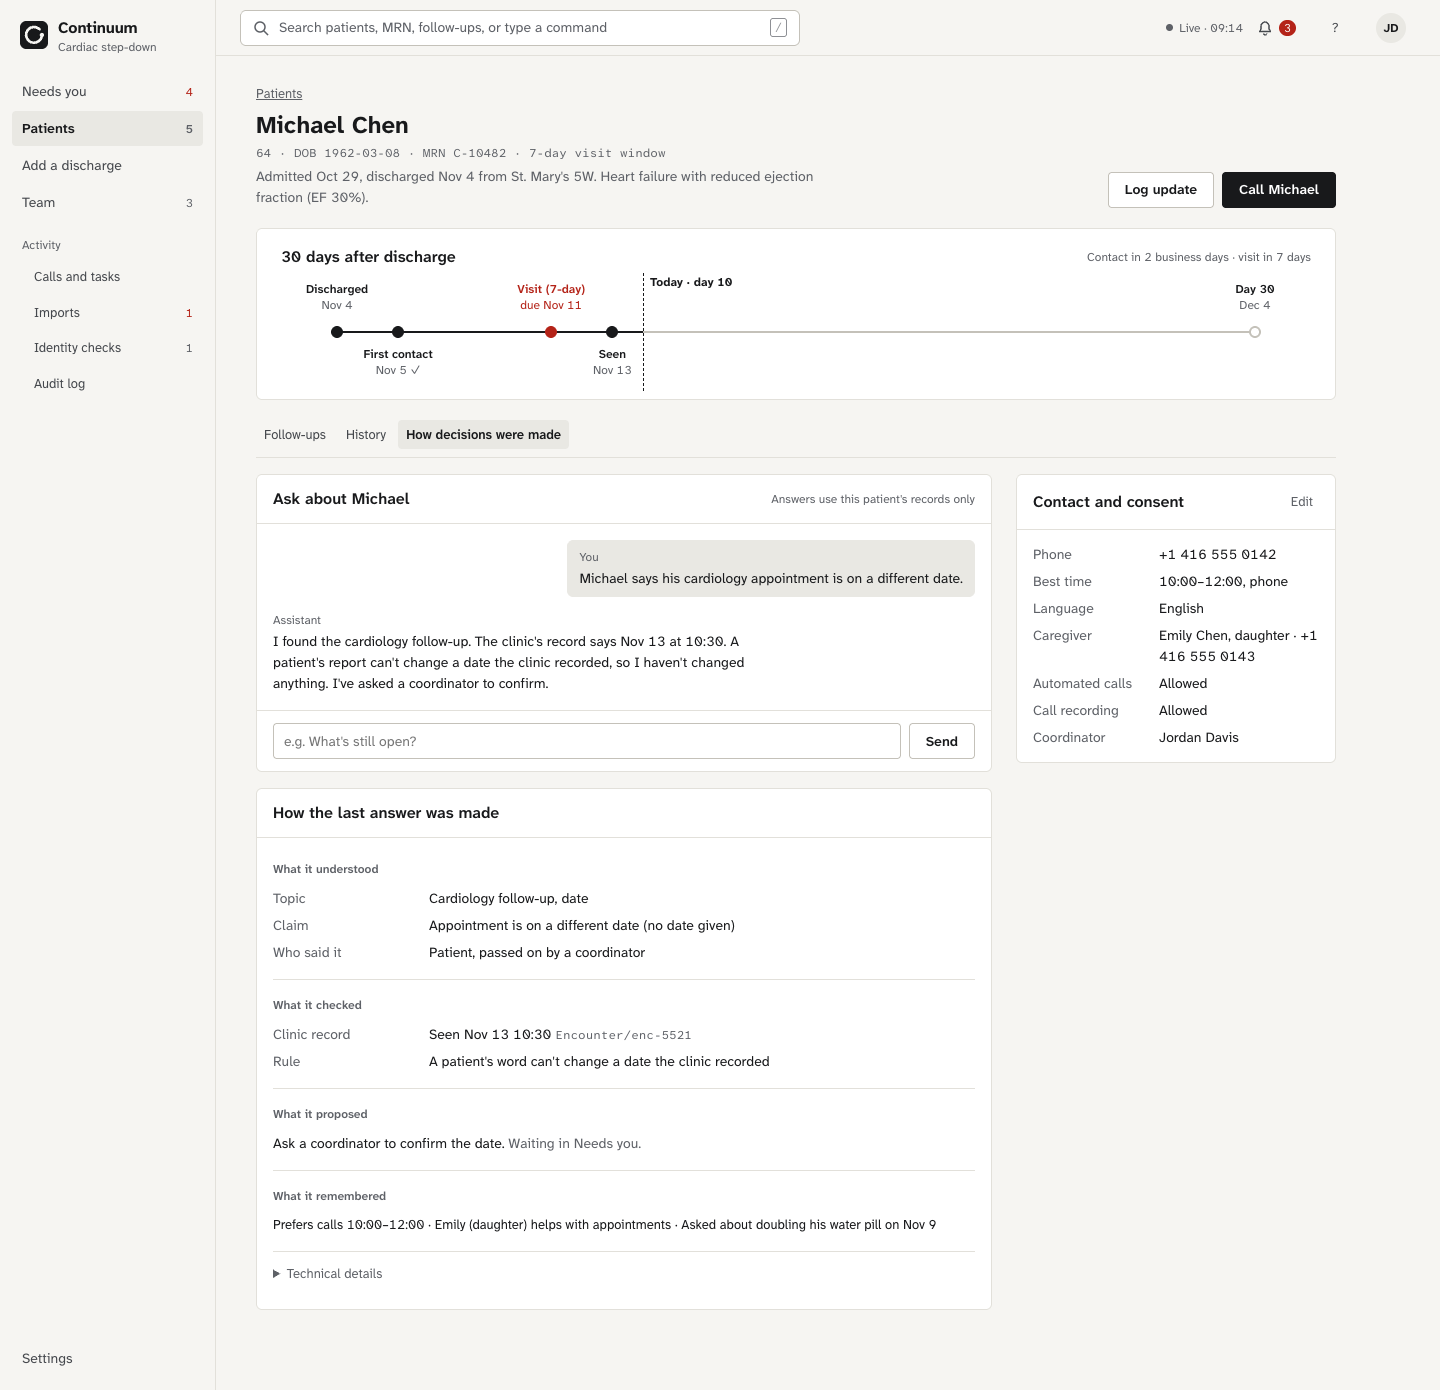 Continuum
Cardiac step-down
Needs you 4
Patients 5
Add a discharge
Team 3
Activity
Calls and tasks
Imports 1
Identity checks 1
Audit log
Settings
Search patients, MRN, follow-ups, or type a command /
Live · 09:14 3 ? JD
Patients
Michael Chen
64 · DOB 1962-03-08 · MRN C-10482 · 7-day visit window
Admitted Oct 29, discharged Nov 4 from St. Mary's 5W. Heart failure with reduced ejection
fraction (EF 30%).
Log update Call Michael
30 days after discharge
Contact in 2 business days · visit in 7 days
Discharged
Nov 4
Visit (7-day)
due Nov 11
Today · day 10
Day 30
Dec 4
First contact
Nov 5 ✓
Seen
Nov 13
Follow-ups History How decisions were made
Ask about Michael
Answers use this patient's records only
You
Michael says his cardiology appointment is on a different date.
Assistant
I found the cardiology follow-up. The clinic's record says Nov 13 at 10:30. A
patient's report can't change a date the clinic recorded, so I haven't changed
anything. I've asked a coordinator to confirm.
e.g. What's still open? Send
How the last answer was made
What it understood
Topic Cardiology follow-up, date
Claim Appointment is on a different date (no date given)
Who said it Patient, passed on by a coordinator
What it checked
Clinic record Seen Nov 13 10:30 Encounter/enc-5521
Rule A patient's word can't change a date the clinic recorded
What it proposed
Ask a coordinator to confirm the date. Waiting in Needs you.
What it remembered
Prefers calls 10:00–12:00 · Emily (daughter) helps with appointments · Asked about doubling his water pill on Nov 9
Technical details
Contact and consent Edit
Phone +1 416 555 0142
Best time 10:00–12:00, phone
Language English
Caregiver Emily Chen, daughter · +1
416 555 0143
Automated calls Allowed
Call recording Allowed
Coordinator Jordan Davis